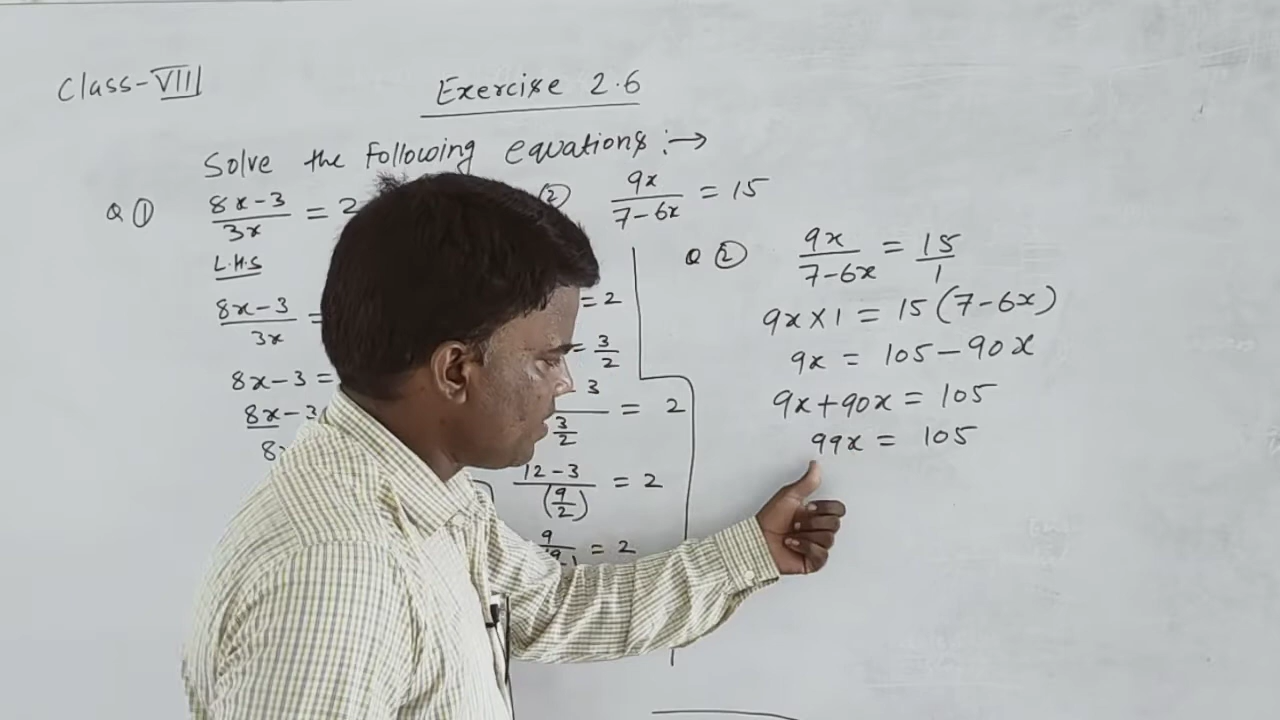 Class-VIII
Exercise 2.6
Solve the Following equations :→
Q ① 8x-3/3x = 2
② 9x/7-6x = 15
L.H.S
8x-3/3x =
8x-3 =
8x-3
8x
= 2
= 3/2
-3/3/2 = 2
12-3/(9/2) = 2
9/9 = 2
Q ② 9x/7-6x = 15/1
9x×1 = 15(7-6x)
9x = 105-90x
9x+90x = 105
99x = 105